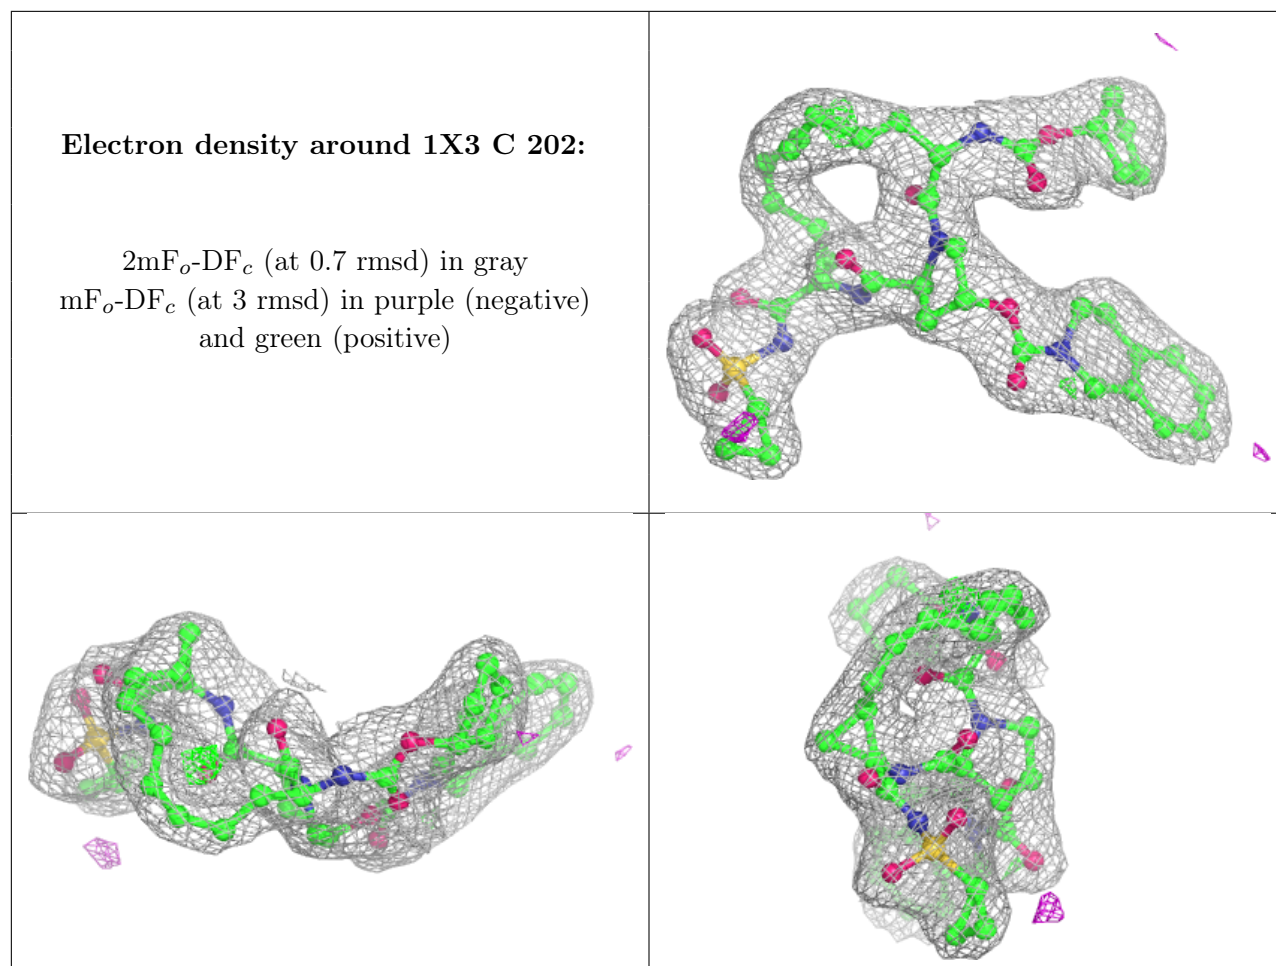 Electron density around 1X3 C 202:
2mFₒ-DF𝒸 (at 0.7 rmsd) in gray
mFₒ-DF𝒸 (at 3 rmsd) in purple (negative)
and green (positive)